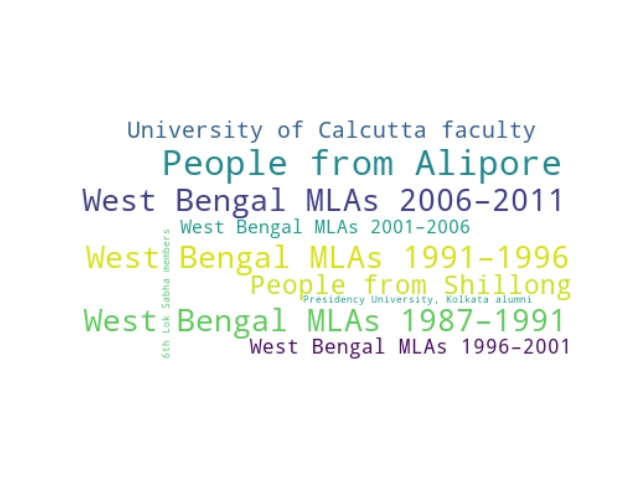 University of Calcutta faculty
People from Alipore
West Bengal MLAs 2006–2011
West Bengal MLAs 2001–2006
West Bengal MLAs 1991–1996
People from Shillong
Presidency University, Kolkata alumni
West Bengal MLAs 1987–1991
West Bengal MLAs 1996–2001
6th Lok Sabha members